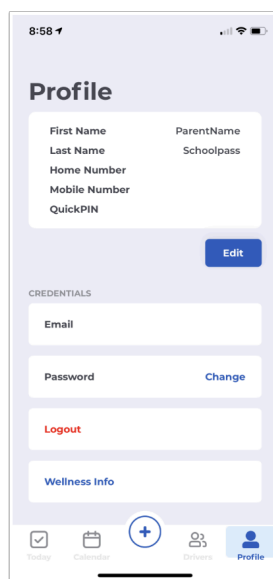 8:58
Profile
First Name ParentName
Last Name Schoolpass
Home Number
Mobile Number
QuickPIN
Edit
CREDENTIALS
Email
Password Change
Logout
Wellness Info
Today Calendar Drivers Profile